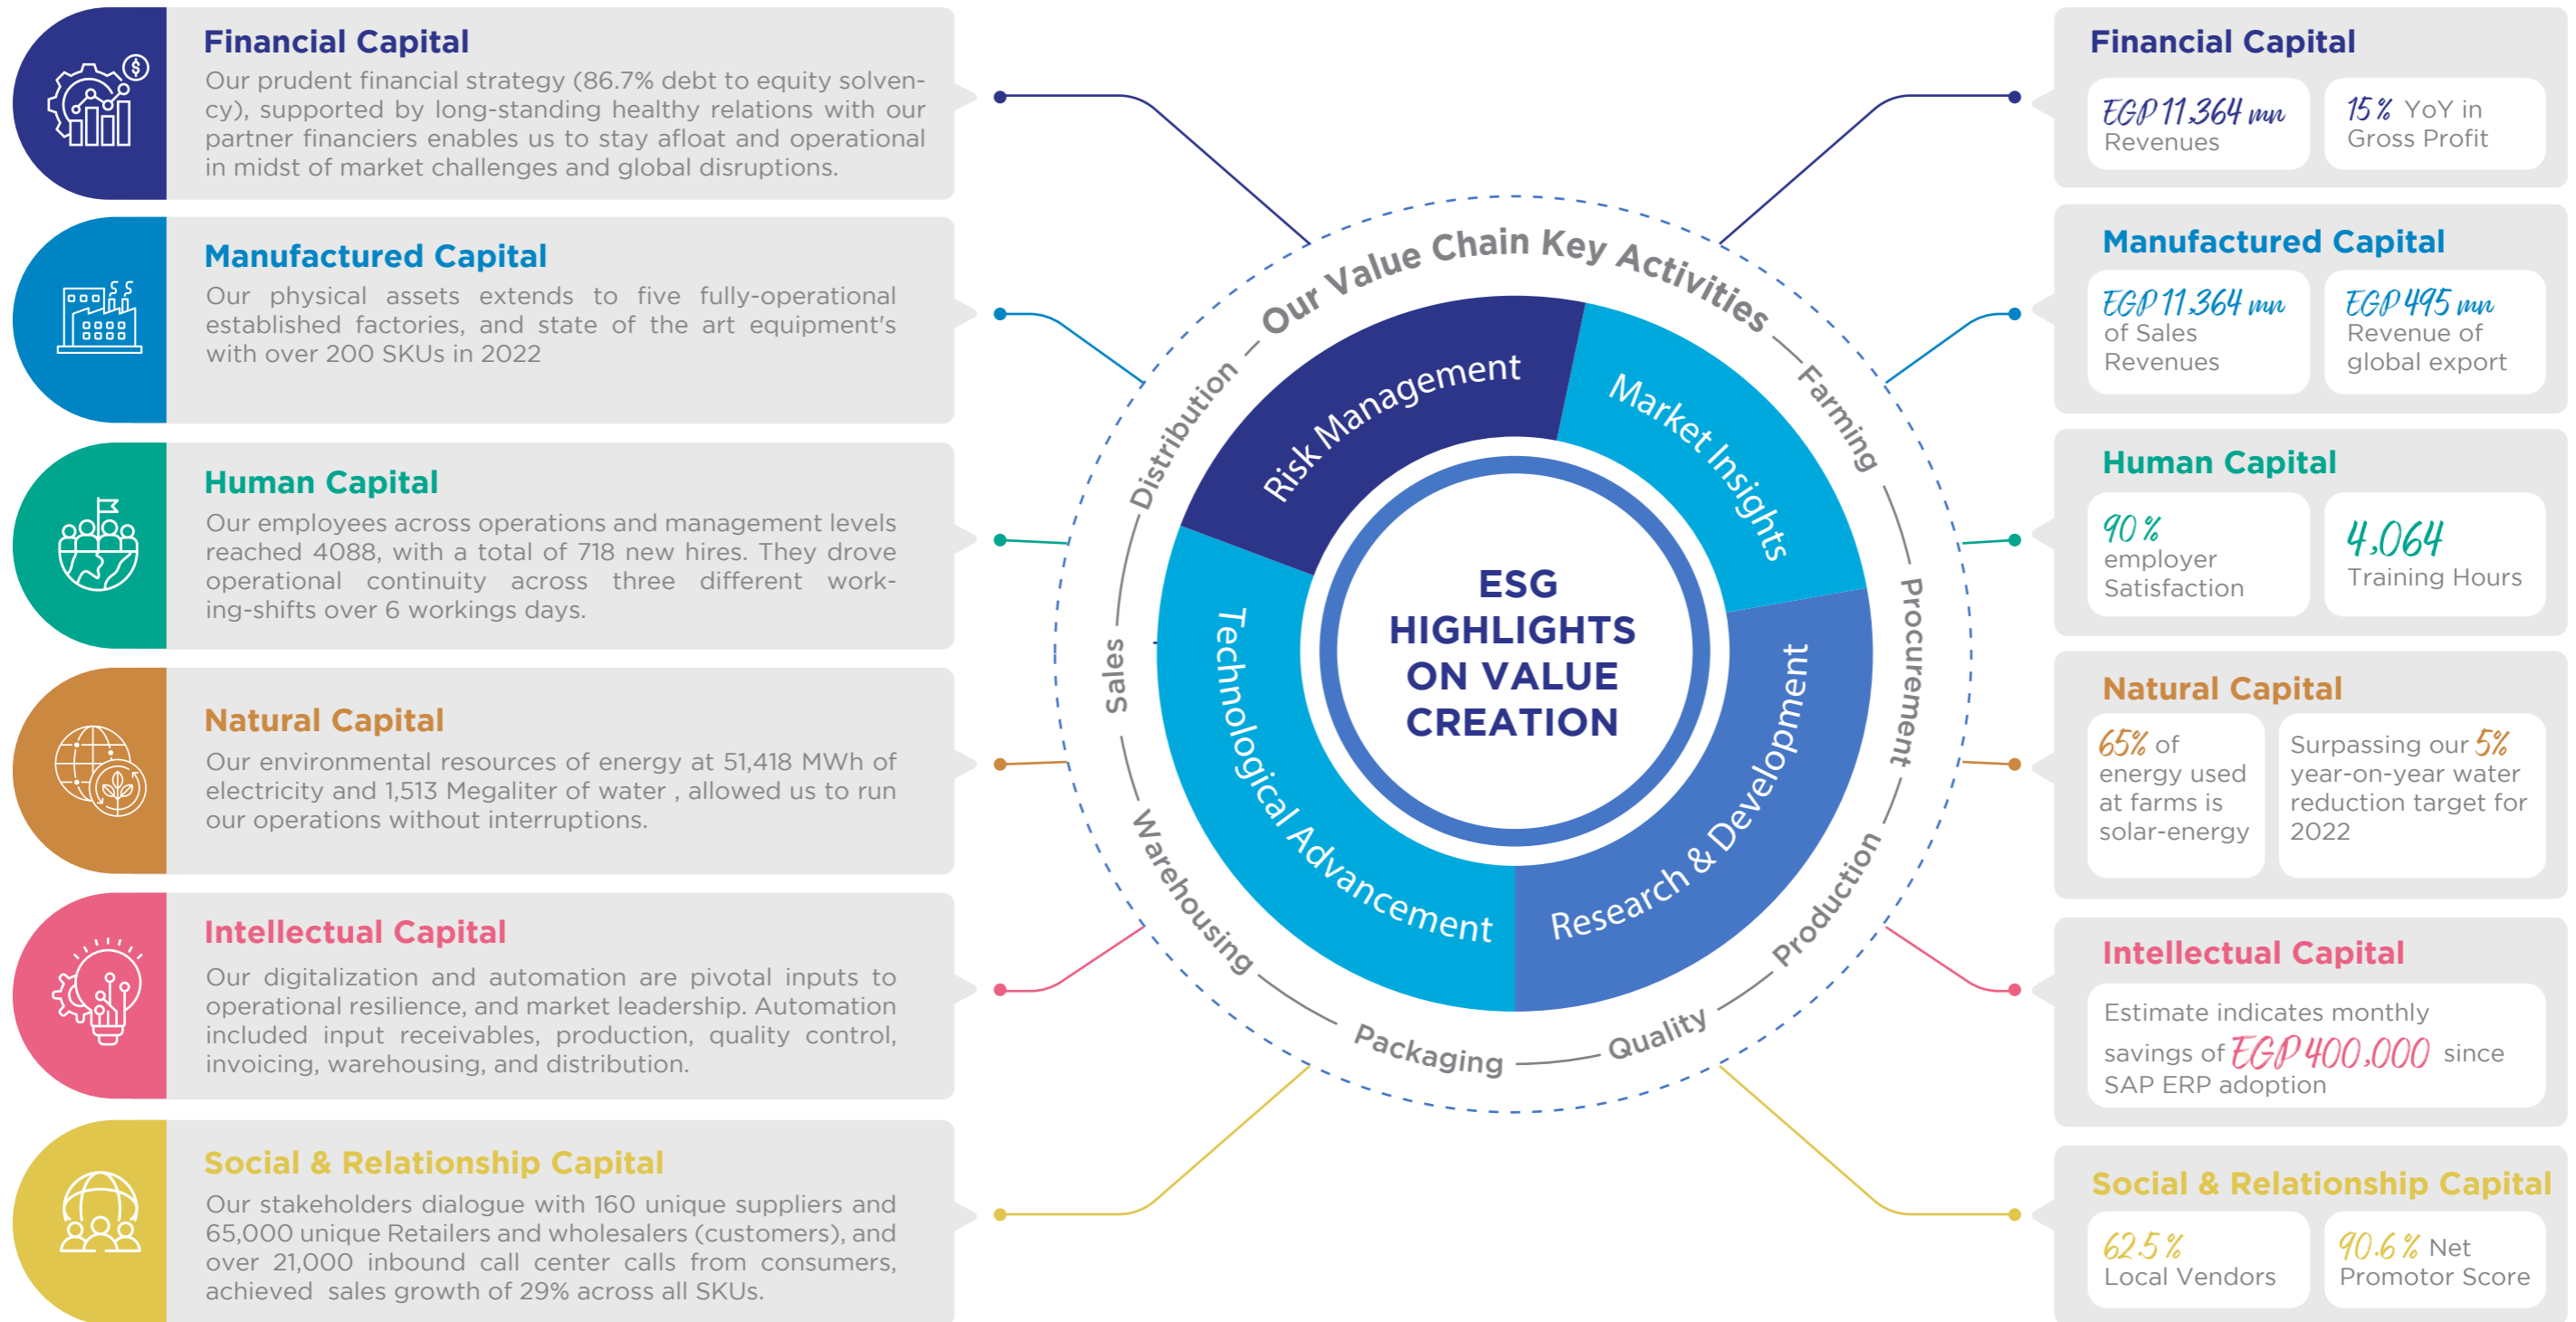 Financial Capital
Our prudent financial strategy (86.7% debt to equity solven-
cy), supported by long-standing healthy relations with our
partner financiers enables us to stay afloat and operational
in midst of market challenges and global disruptions.
Manufactured Capital
Our physical assets extends to five fully-operational
established factories, and state of the art equipment's
with over 200 SKUs in 2022
Human Capital
Our employees across operations and management levels
reached 4088, with a total of 718 new hires. They drove
operational continuity across three different work-
ing-shifts over 6 workings days.
Natural Capital
Our environmental resources of energy at 51,418 MWh of
electricity and 1,513 Megaliter of water , allowed us to run
our operations without interruptions.
Intellectual Capital
Our digitalization and automation are pivotal inputs to
operational resilience, and market leadership. Automation
included input receivables, production, quality control,
invoicing, warehousing, and distribution.
Social & Relationship Capital
Our stakeholders dialogue with 160 unique suppliers and
65,000 unique Retailers and wholesalers (customers), and
over 21,000 inbound call center calls from consumers,
achieved sales growth of 29% across all SKUs.
Our Value Chain Key Activities
Farming
Procurement
Production
Quality
Packaging
Warehousing
Sales
Distribution
Risk Management
Market Insights
Research & Development
Technological Advancement
ESG
HIGHLIGHTS
ON VALUE
CREATION
Financial Capital
EGP 11,364 mn
Revenues
15% YoY in
Gross Profit
Manufactured Capital
EGP 11,364 mn
of Sales
Revenues
EGP 495 mn
Revenue of
global export
Human Capital
90%
employer
Satisfaction
4,064
Training Hours
Natural Capital
65% of
energy used
at farms is
solar-energy
Surpassing our 5%
year-on-year water
reduction target for
2022
Intellectual Capital
Estimate indicates monthly
savings of EGP 400,000 since
SAP ERP adoption
Social & Relationship Capital
62.5%
Local Vendors
90.6% Net
Promotor Score